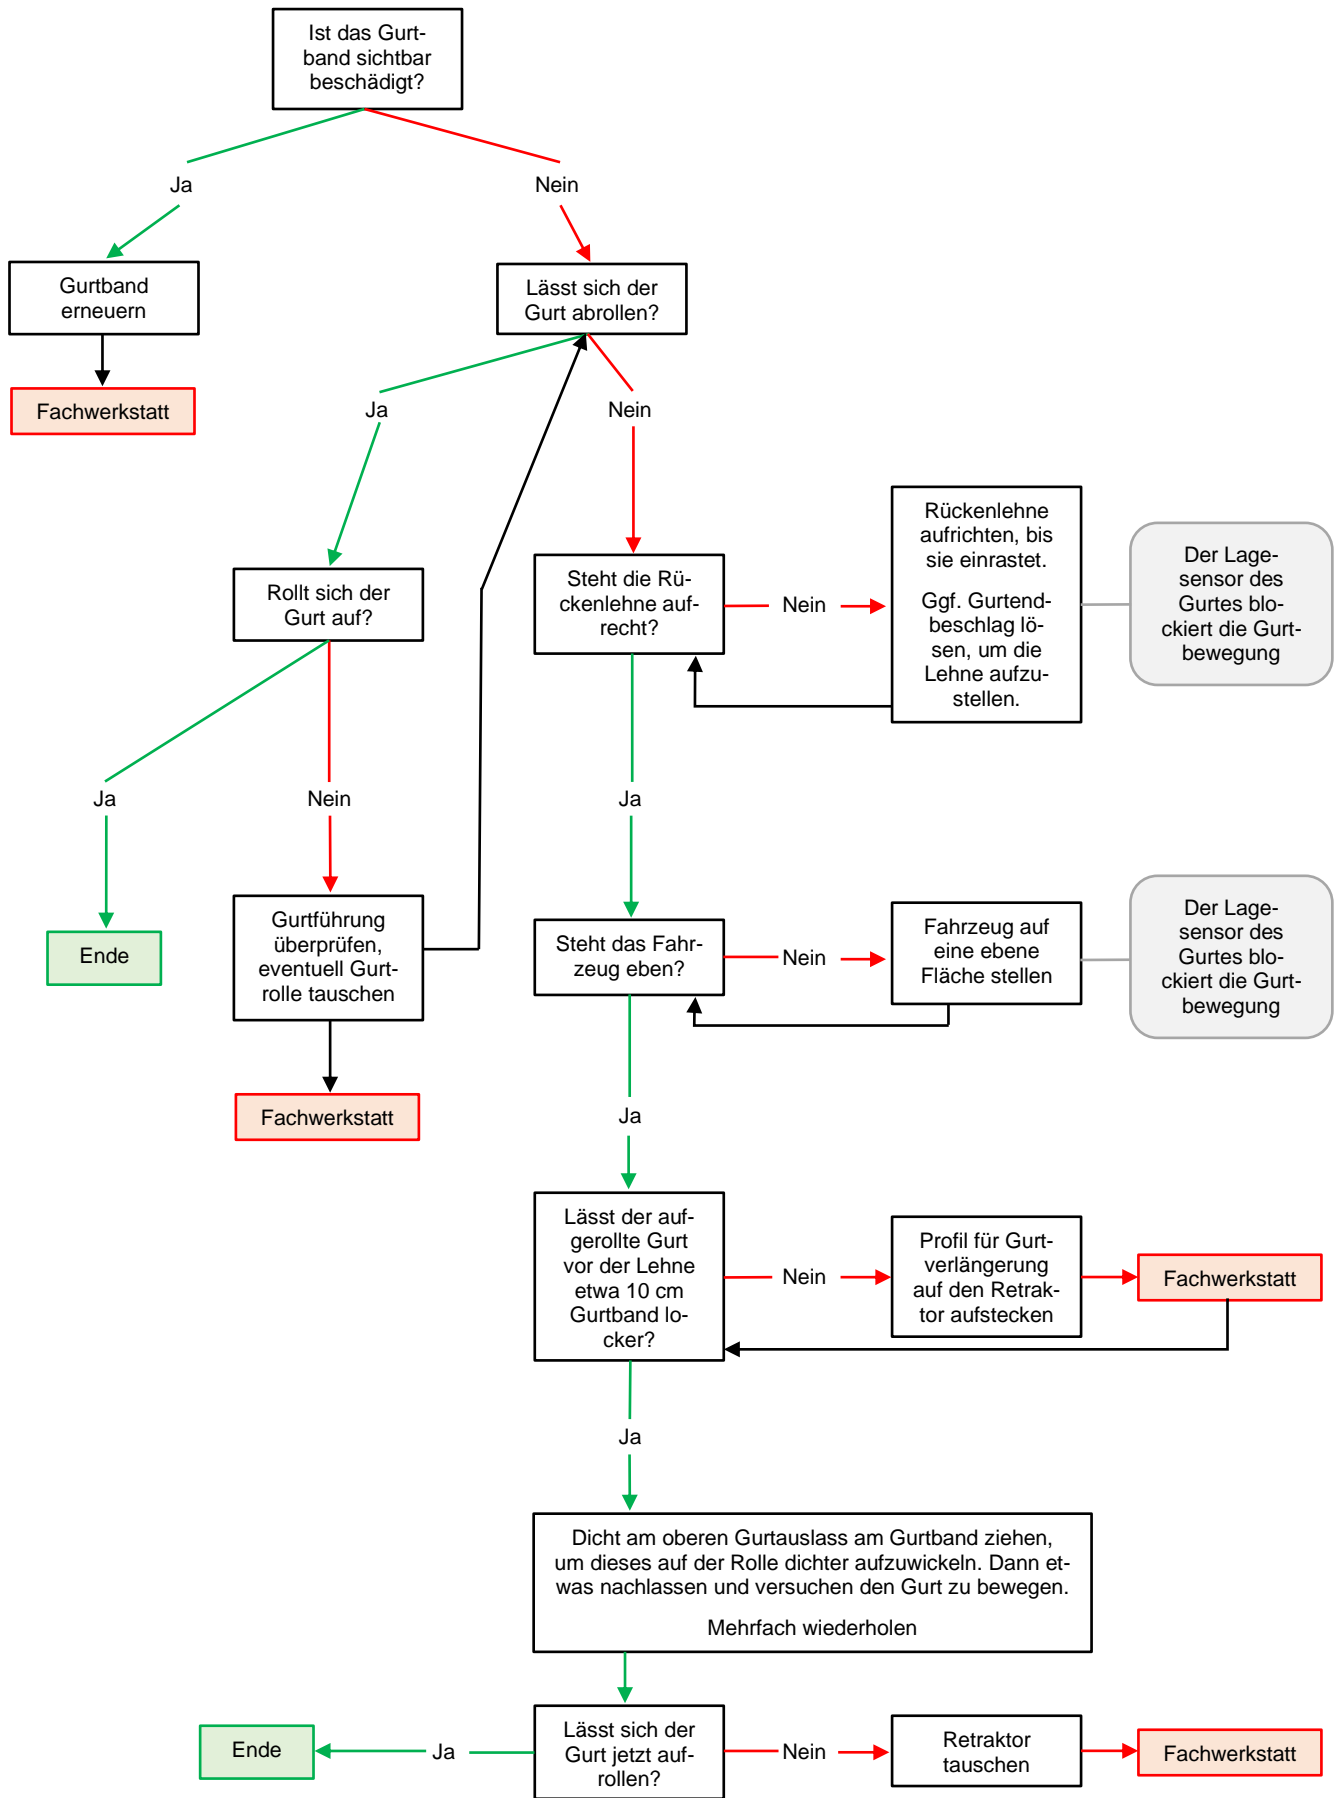 Ist das Gurt-
band sichtbar
beschädigt?
Ja
Nein
Gurtband
erneuern
Lässt sich der
Gurt abrollen?
Fachwerkstatt
Ja
Nein
Rückenlehne
aufrichten, bis
sie einrastet.
Ggf. Gurtend-
beschlag lö-
sen, um die
Lehne aufzu-
stellen.
Der Lage-
sensor des
Gurtes blo-
ckiert die Gurt-
bewegung
Rollt sich der
Gurt auf?
Steht die Rü-
ckenlehne auf-
recht?
Nein
Ja
Nein
Ja
Gurtführung
überprüfen,
eventuell Gurt-
rolle tauschen
Ende
Steht das Fahr-
zeug eben?
Nein
Fahrzeug auf
eine ebene
Fläche stellen
Der Lage-
sensor des
Gurtes blo-
ckiert die Gurt-
bewegung
Fachwerkstatt
Ja
Lässt der auf-
gerollte Gurt
vor der Lehne
etwa 10 cm
Gurtband lo-
cker?
Nein
Profil für Gurt-
verlängerung
auf den Retrak-
tor aufstecken
Fachwerkstatt
Ja
Dicht am oberen Gurtauslass am Gurtband ziehen,
um dieses auf der Rolle dichter aufzuwickeln. Dann et-
was nachlassen und versuchen den Gurt zu bewegen.
Mehrfach wiederholen
Ende
Ja
Lässt sich der
Gurt jetzt auf-
rollen?
Nein
Retraktor
tauschen
Fachwerkstatt